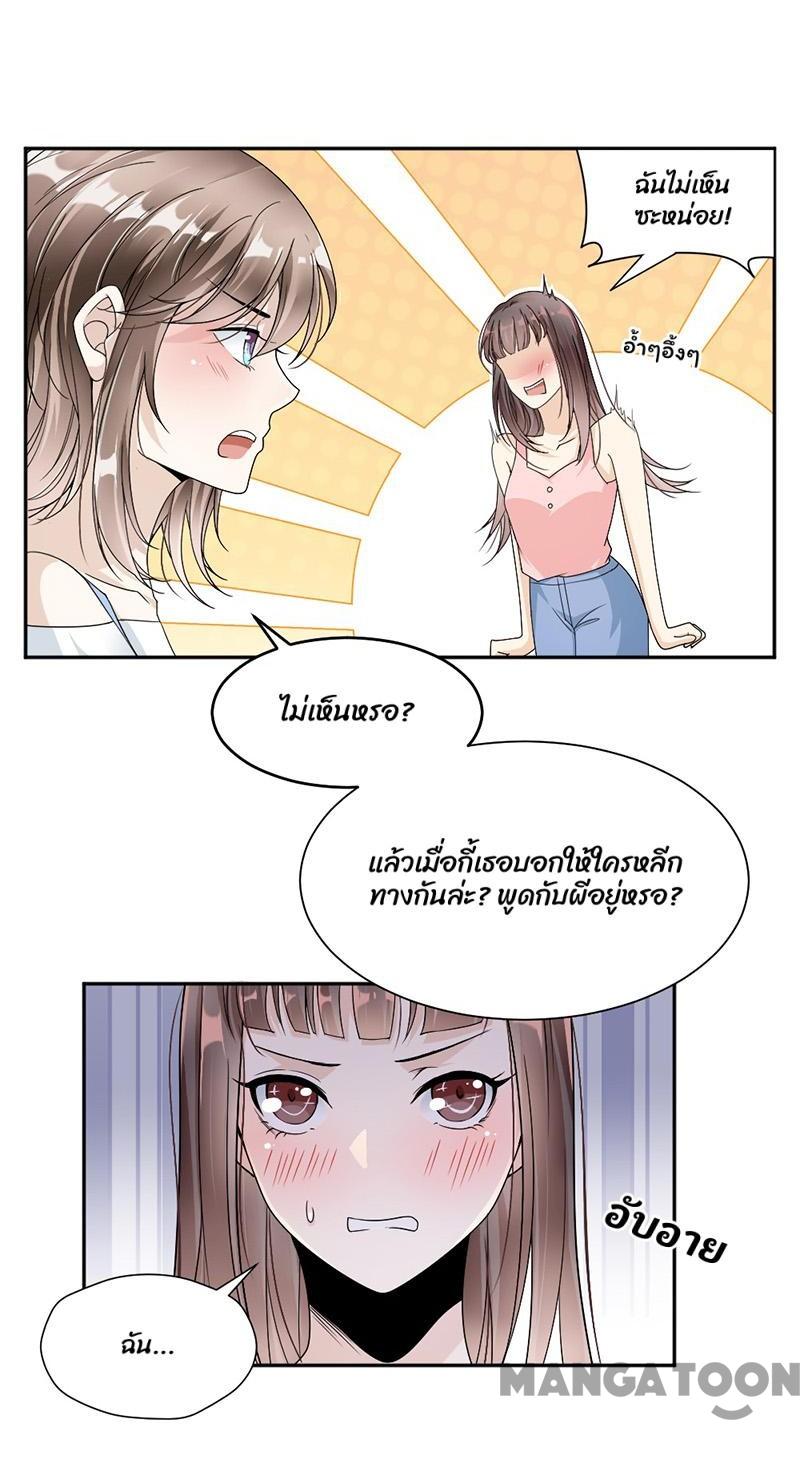 ฉันไม่เห็น
ซะหน่อย!
อ้ำๆอึ้งๆ
ไม่เห็นหรอ?
แล้วเมื่อกี้เธอบอกให้ใครหลีก
ทางกันล่ะ? พูดกับผีอยู่หรอ?
อับอาย
ฉัน...
MANGATOON